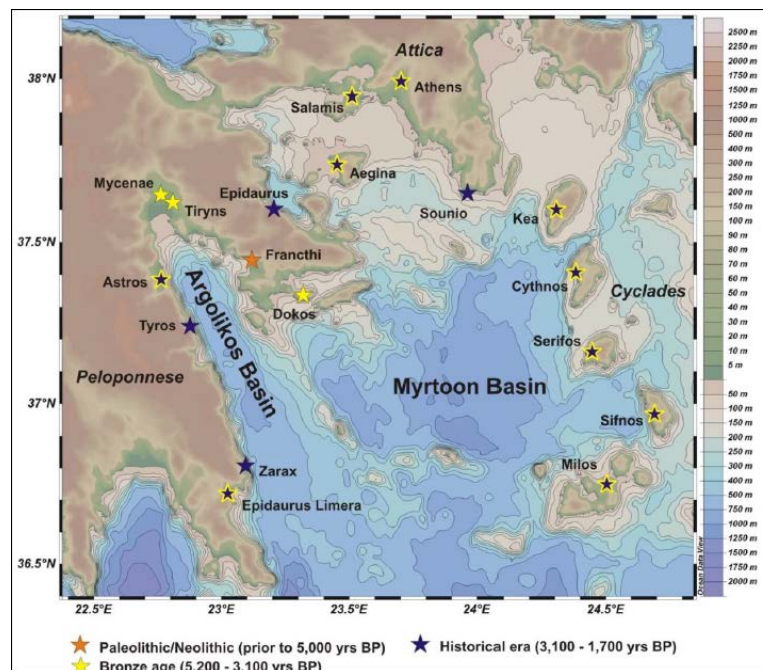 Attica
38°N
Athens
Salamis
Aegina
Mycenae
Tiryns
Epidaurus
Sounio
Kea
37.5°N
Francthi
Astros
Argolikos Basin
Cythnos
Cyclades
Dokos
Tyros
Serifos
Peloponnese
Myrtoon Basin
37°N
Sifnos
Zarax
Milos
Epidaurus Limera
36.5°N
22.5°E
23°E
23.5°E
24°E
24.5°E
2500 m
2250 m
2000 m
1750 m
1500 m
1000 m
500 m
400 m
300 m
200 m
150 m
100 m
90 m
80 m
70 m
60 m
50 m
40 m
30 m
20 m
10 m
5 m
50 m
100 m
150 m
200 m
300 m
400 m
500 m
750 m
1000 m
1250 m
1500 m
1750 m
2000 m
Ocean Data View
Paleolithic/Neolithic (prior to 5,000 yrs BP)
Historical era (3,100 - 1,700 yrs BP)
Bronze age (5,200 - 3,100 yrs BP)